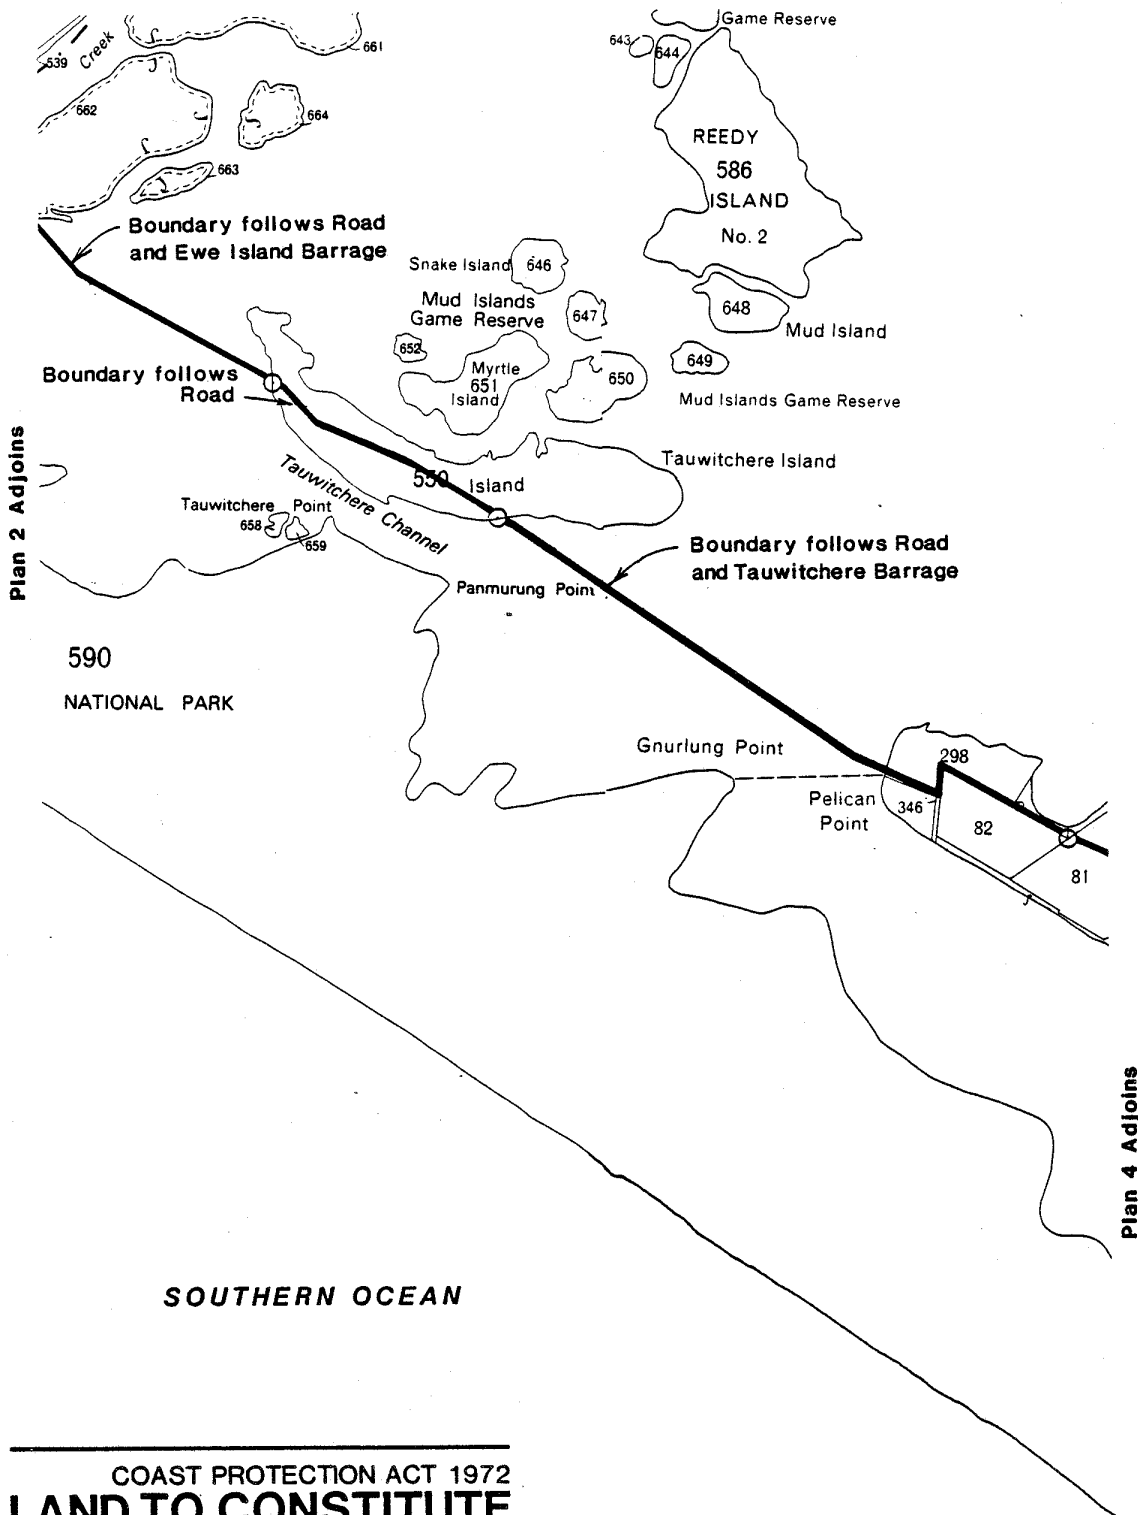 Game Reserve
661
Creek
539
643
644
662
664
REEDY
586
ISLAND
No. 2
663
Boundary follows Road
and Ewe Island Barrage
Snake Island
646
Mud Islands
Game Reserve
647
648
Mud Island
652
Myrtle
651
Island
650
649
Boundary follows
Road
Mud Islands Game Reserve
Plan 2 Adjoins
Tauwitchere Island
550 Island
Tauwitchere Channel
Tauwitchere Point
658
659
Boundary follows Road
and Tauwitchere Barrage
Panmurung Point
590
NATIONAL PARK
Gnurlung Point
298
Pelican
Point
346
82
81
Plan 4 Adjoins
SOUTHERN OCEAN
COAST PROTECTION ACT 1972
LAND TO CONSTITUTE